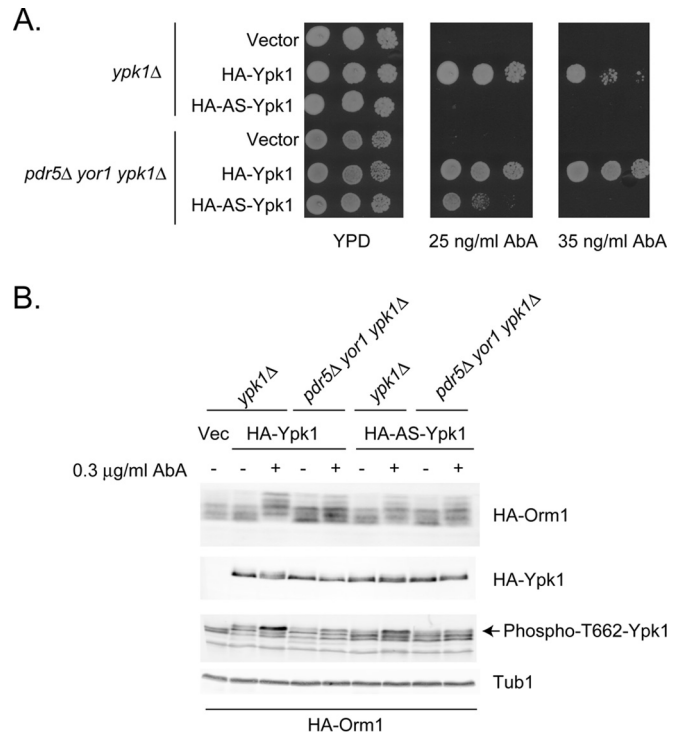 A.
ypk1Δ
Vector
HA-Ypk1
HA-AS-Ypk1
pdr5Δ yor1 ypk1Δ
Vector
HA-Ypk1
HA-AS-Ypk1
YPD
25 ng/ml AbA
35 ng/ml AbA
B.
ypk1Δ
pdr5Δ yor1 ypk1Δ
ypk1Δ
pdr5Δ yor1 ypk1Δ
Vec HA-Ypk1 HA-AS-Ypk1
0.3 μg/ml AbA - - + - + - + - +
HA-Orm1
HA-Ypk1
Phospho-T662-Ypk1
Tub1
HA-Orm1